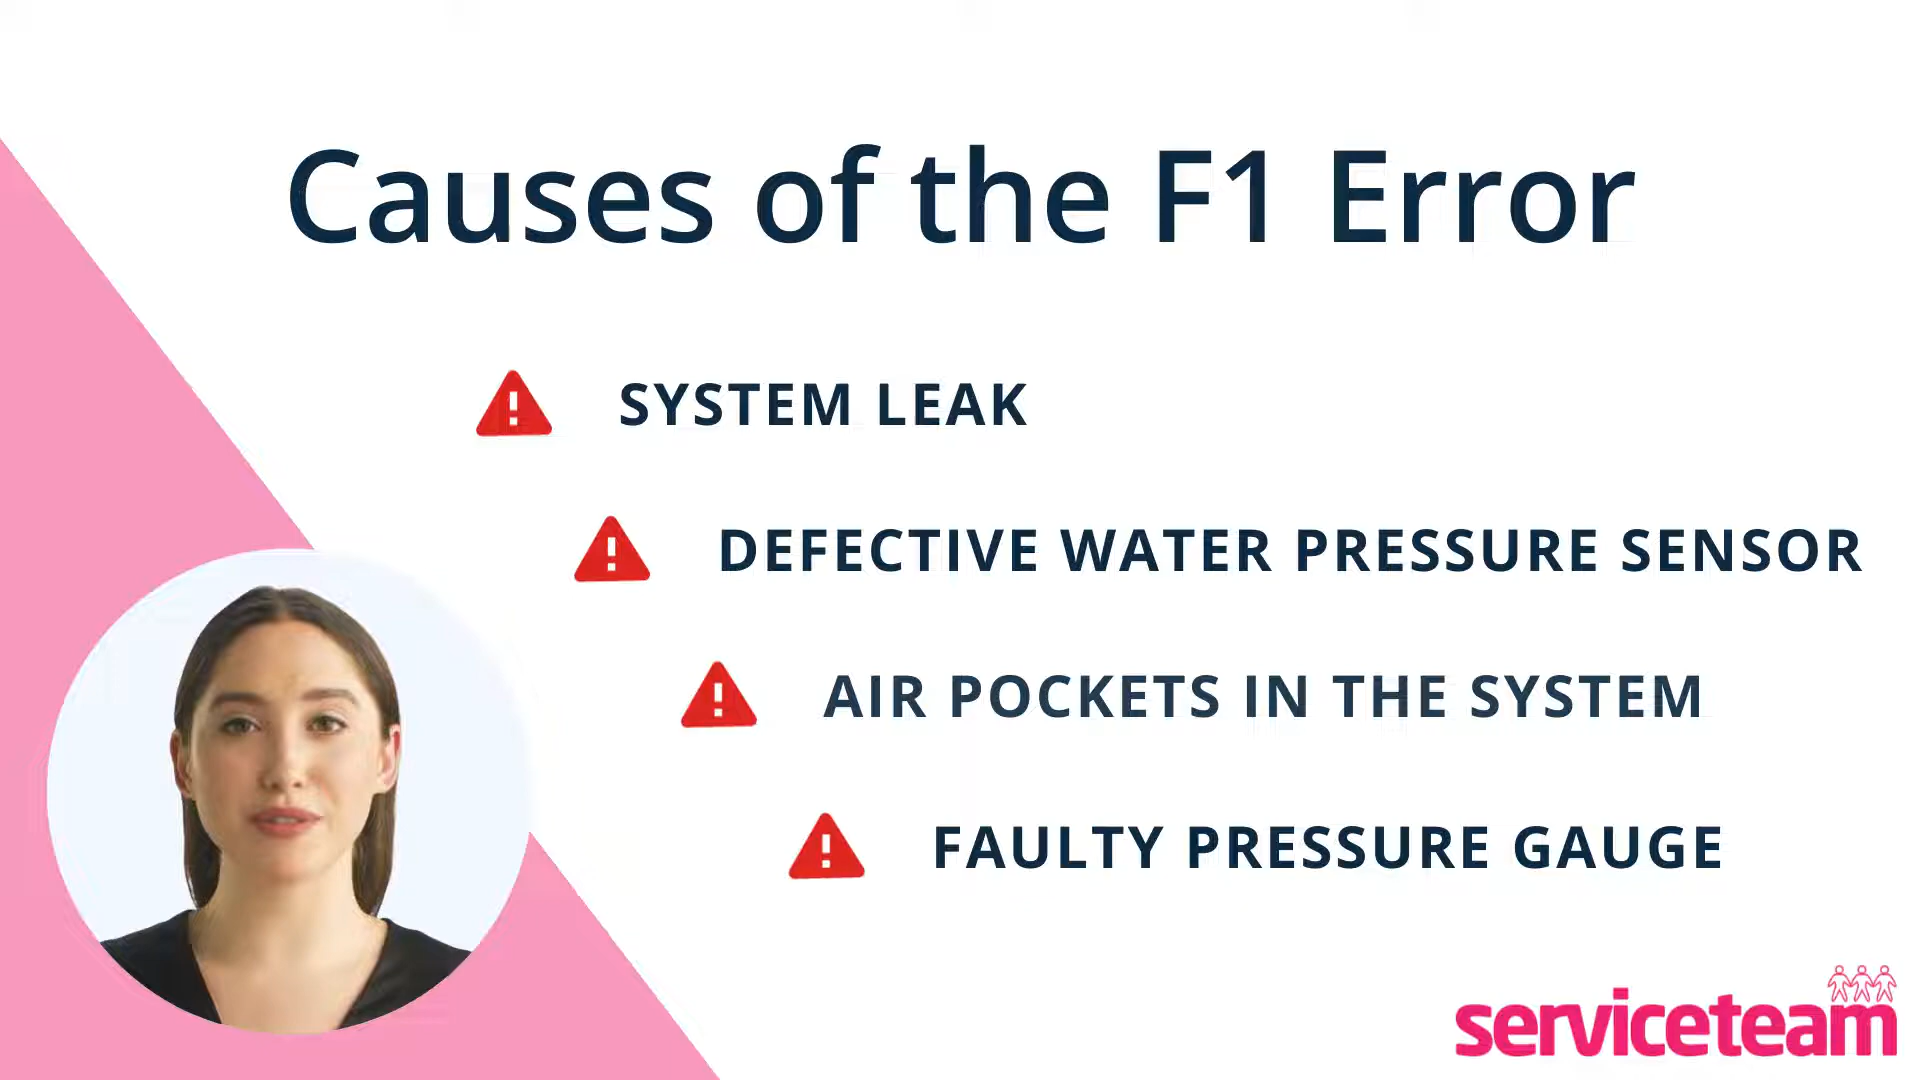 Causes of the F1 Error
SYSTEM LEAK
DEFECTIVE WATER PRESSURE SENSOR
AIR POCKETS IN THE SYSTEM
FAULTY PRESSURE GAUGE
serviceteam